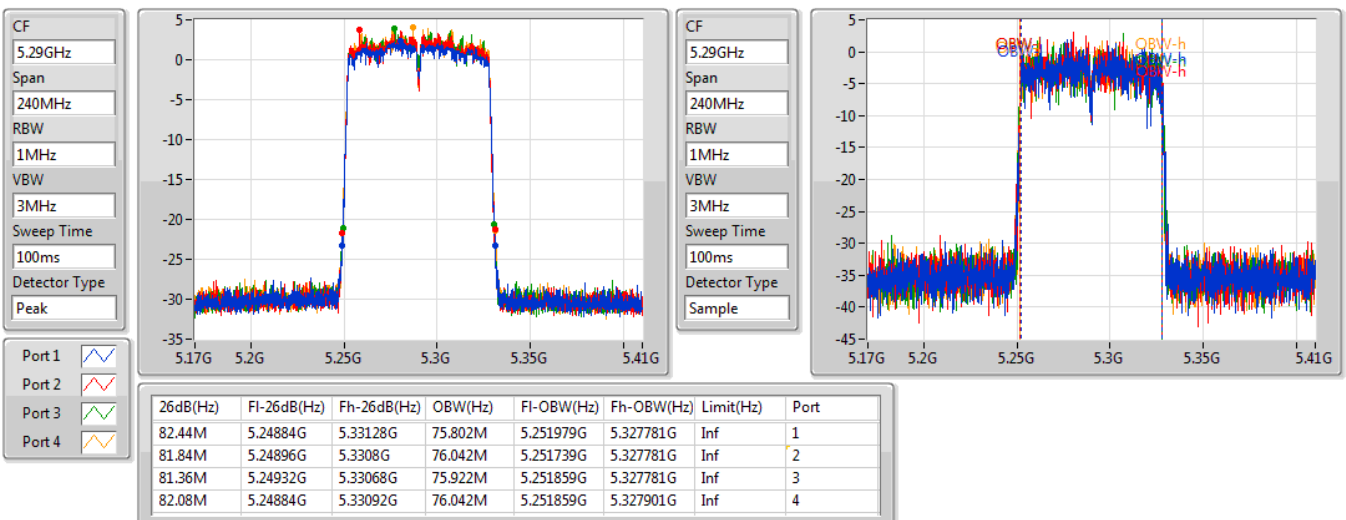 CF
5.29GHz
Span
240MHz
RBW
1MHz
VBW
3MHz
Sweep Time
100ms
Detector Type
Peak
5
0
-5
-10
-15
-20
-25
-30
-35
5.17G 5.2G 5.25G 5.3G 5.35G 5.41G
CF
5.29GHz
Span
240MHz
RBW
1MHz
VBW
3MHz
Sweep Time
100ms
Detector Type
Sample
5
0
-5
-10
-15
-20
-25
-30
-35
-40
-45
OBW-h
OBW-h
5.17G 5.2G 5.25G 5.3G 5.35G 5.41G
Port 1
Port 2
Port 3
Port 4
26dB(Hz) Fl-26dB(Hz) Fh-26dB(Hz) OBW(Hz) Fl-OBW(Hz) Fh-OBW(Hz) Limit(Hz) Port
82.44M 5.24884G 5.33128G 75.802M 5.251979G 5.327781G Inf 1
81.84M 5.24896G 5.3308G 76.042M 5.251739G 5.327781G Inf 2
81.36M 5.24932G 5.33068G 75.922M 5.251859G 5.327781G Inf 3
82.08M 5.24884G 5.33092G 76.042M 5.251859G 5.327901G Inf 4